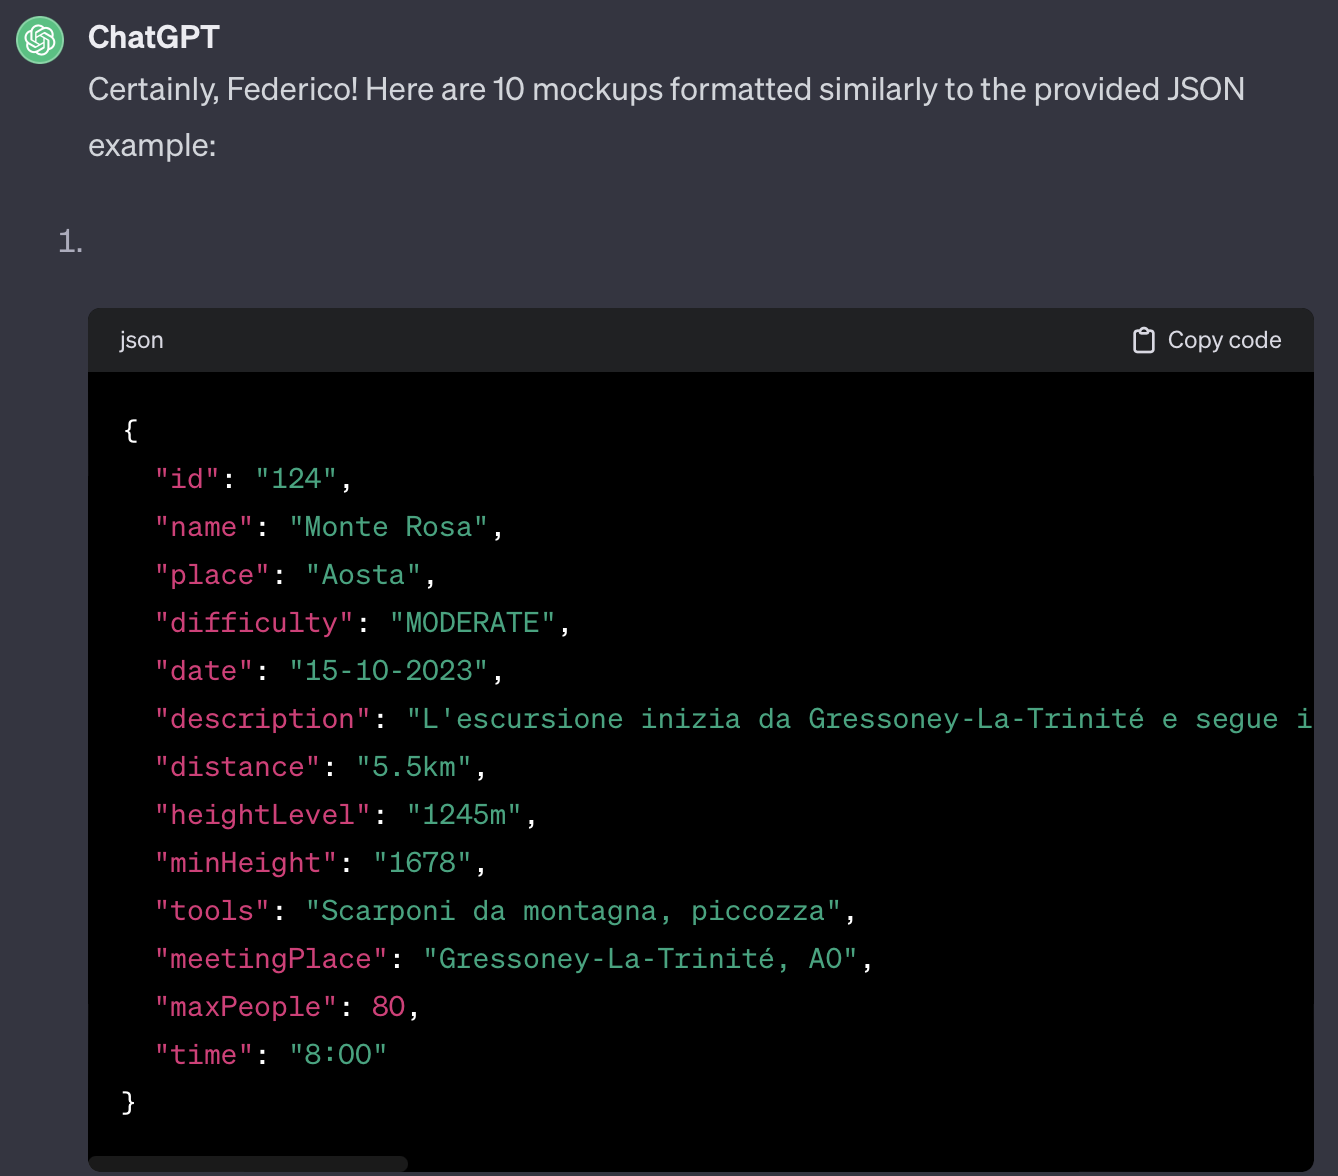 ChatGPT
Certainly, Federico! Here are 10 mockups formatted similarly to the provided JSON
example:
1.
json
Copy code
{
"id": "124",
"name": "Monte Rosa",
"place": "Aosta",
"difficulty": "MODERATE",
"date": "15-10-2023",
"description": "L'escursione inizia da Gressoney-La-Trinité e segue i
"distance": "5.5km",
"heightLevel": "1245m",
"minHeight": "1678",
"tools": "Scarponi da montagna, piccozza",
"meetingPlace": "Gressoney-La-Trinité, AO",
"maxPeople": 80,
"time": "8:00"
}